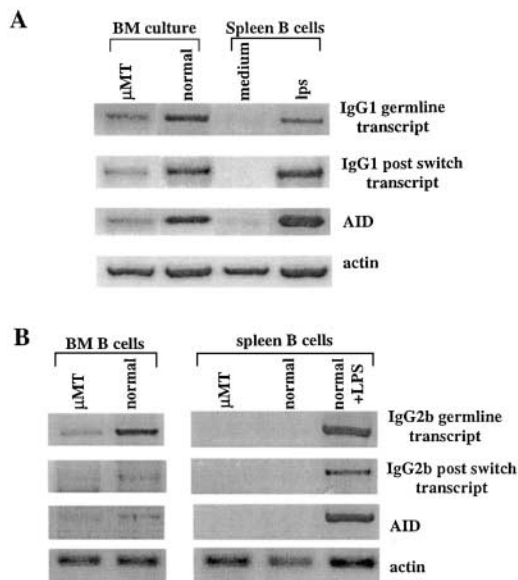 A
BM culture
Spleen B cells
μMT
normal
medium
lps
IgG1 germline
transcript
IgG1 post switch
transcript
AID
actin
B
BM B cells
spleen B cells
μMT
normal
μMT
normal
normal
+LPS
IgG2b germline
transcript
IgG2b post switch
transcript
AID
actin